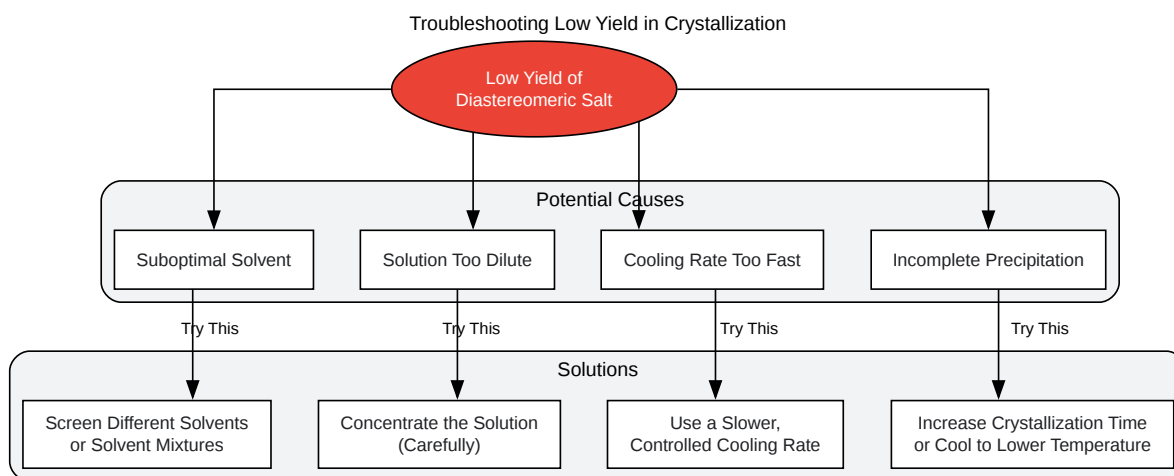 Troubleshooting Low Yield in Crystallization
Low Yield of
Diastereomeric Salt
Potential Causes
Suboptimal Solvent
Solution Too Dilute
Cooling Rate Too Fast
Incomplete Precipitation
Try This
Try This
Try This
Try This
Solutions
Screen Different Solvents
or Solvent Mixtures
Concentrate the Solution
(Carefully)
Use a Slower,
Controlled Cooling Rate
Increase Crystallization Time
or Cool to Lower Temperature